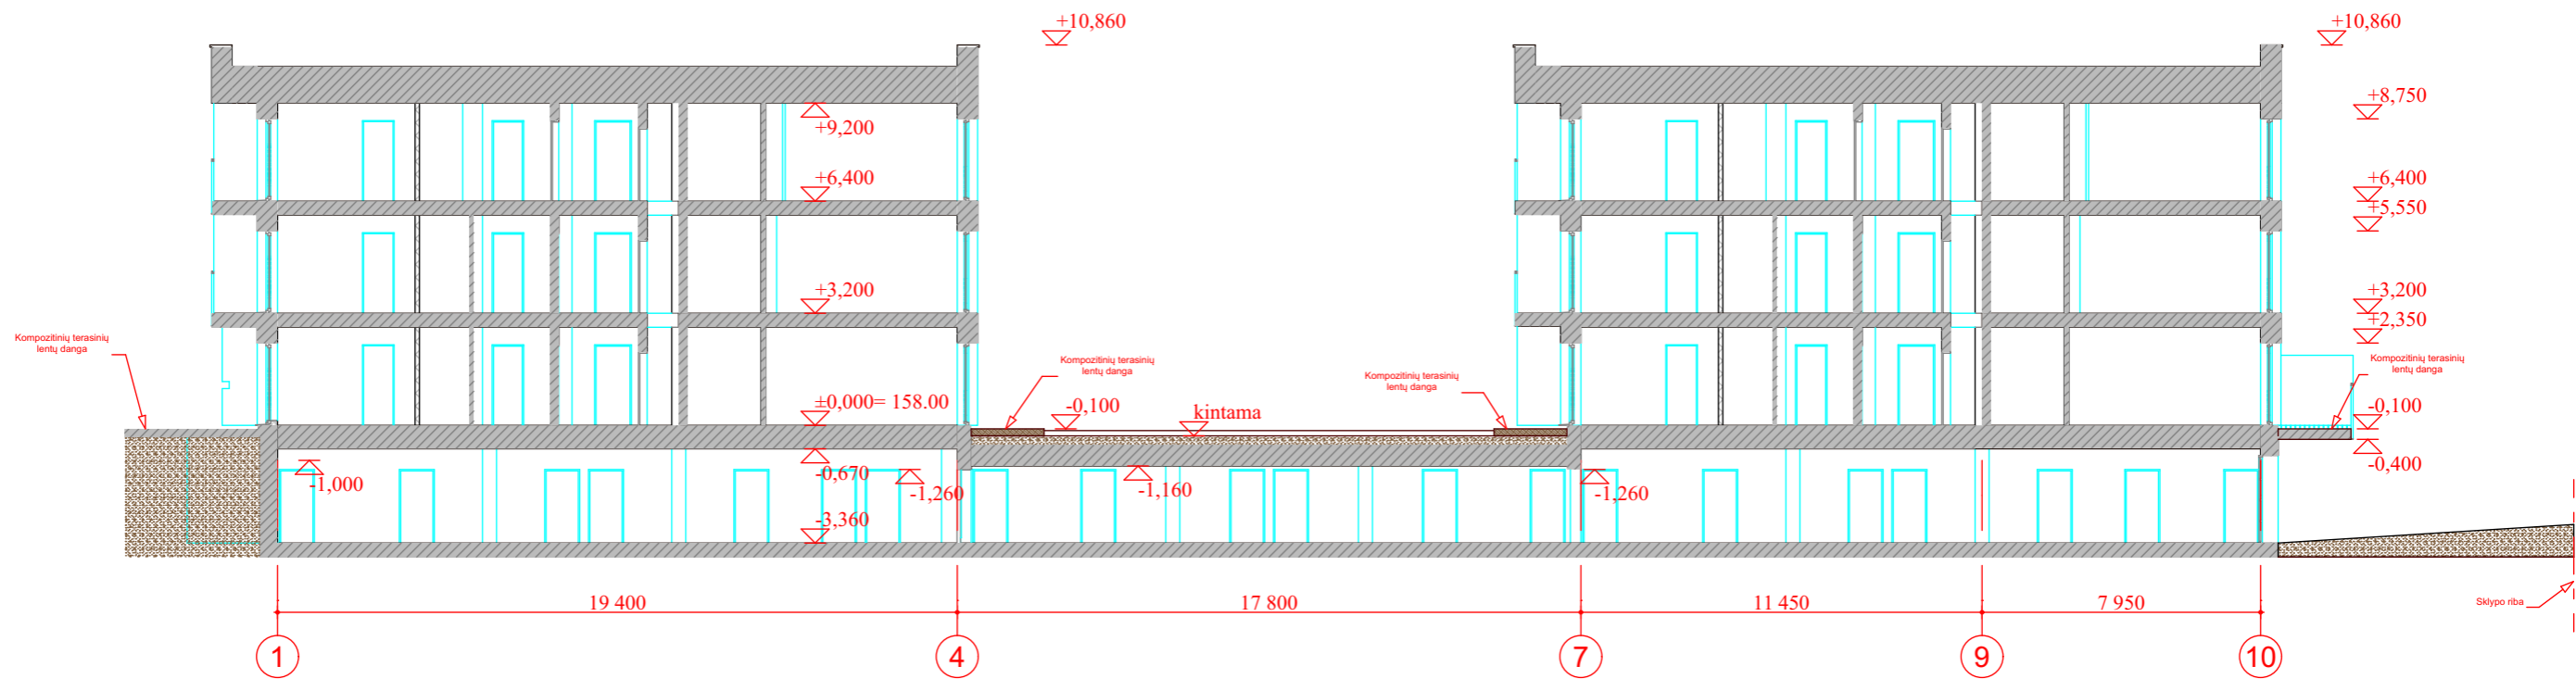 +10,860
+10,860
+8,750
+9,200
+6,400
+6,400
+5,550
+3,200
+3,200
+2,350
Kompozitinių terasinių
lentų danga
Kompozitinių terasinių
lentų danga
Kompozitinių terasinių
lentų danga
Kompozitinių terasinių
lentų danga
±0,000= 158.00
-0,100
kintama
-0,100
-0,400
-1,000
-0,670
-1,260
-1,160
-1,260
-3,360
19 400
17 800
11 450
7 950
Sklypo riba
1
4
7
9
10